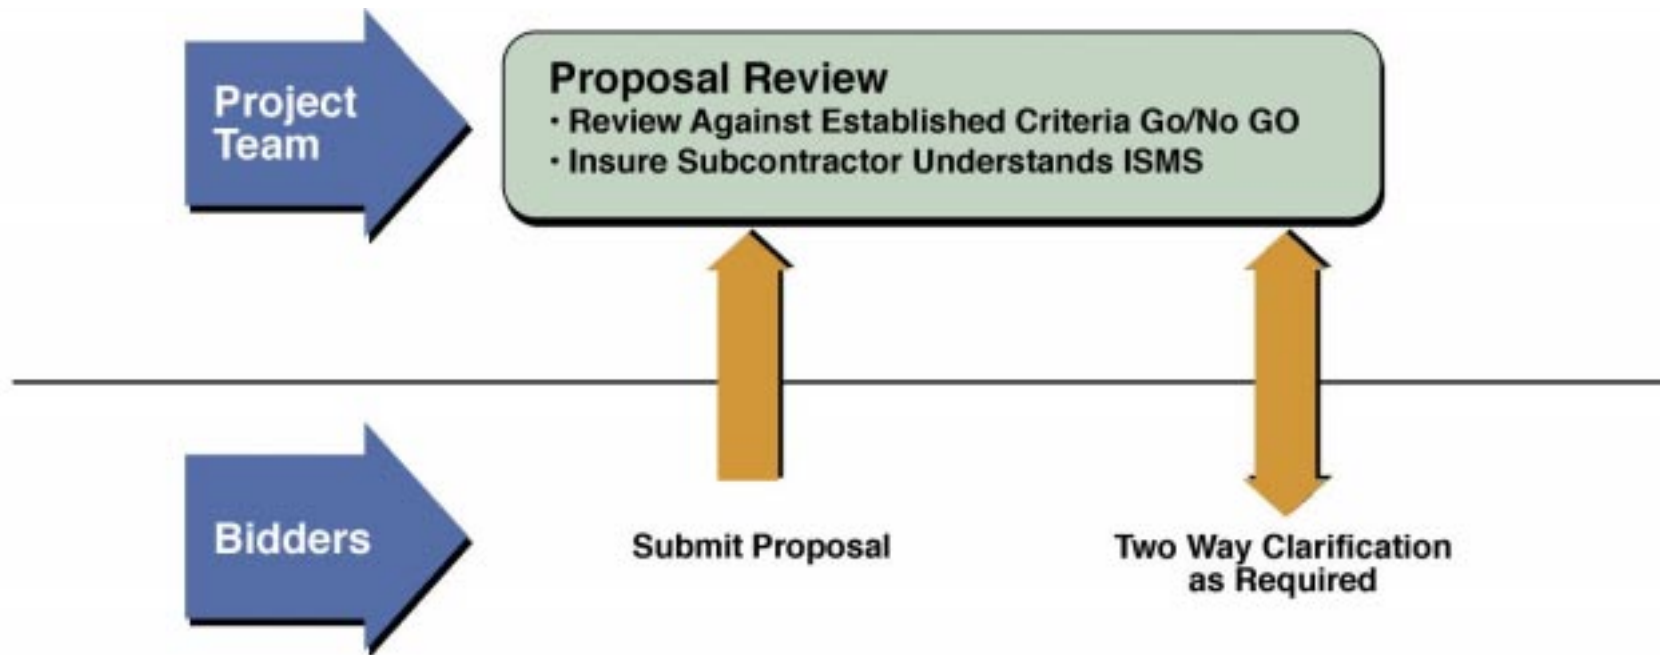 Project
Team
Proposal Review
· Review Against Established Criteria Go/No GO
· Insure Subcontractor Understands ISMS
Bidders
Submit Proposal
Two Way Clarification
as Required